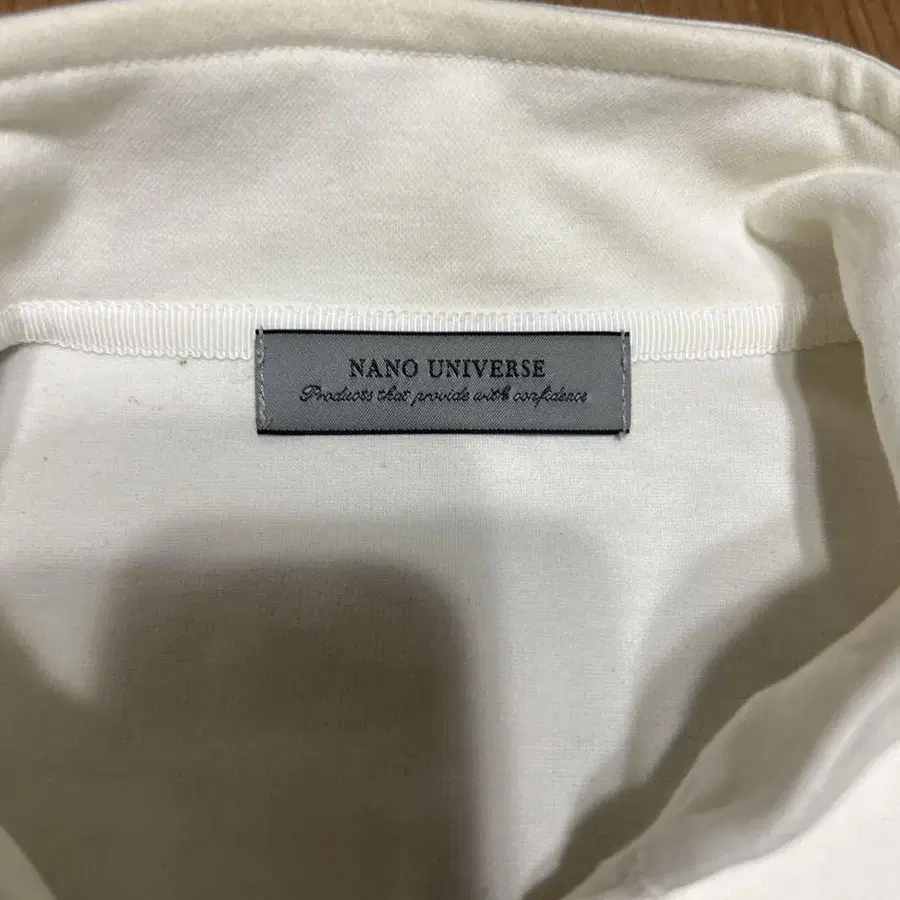 NANO UNIVERSE
Products that provide with confidence